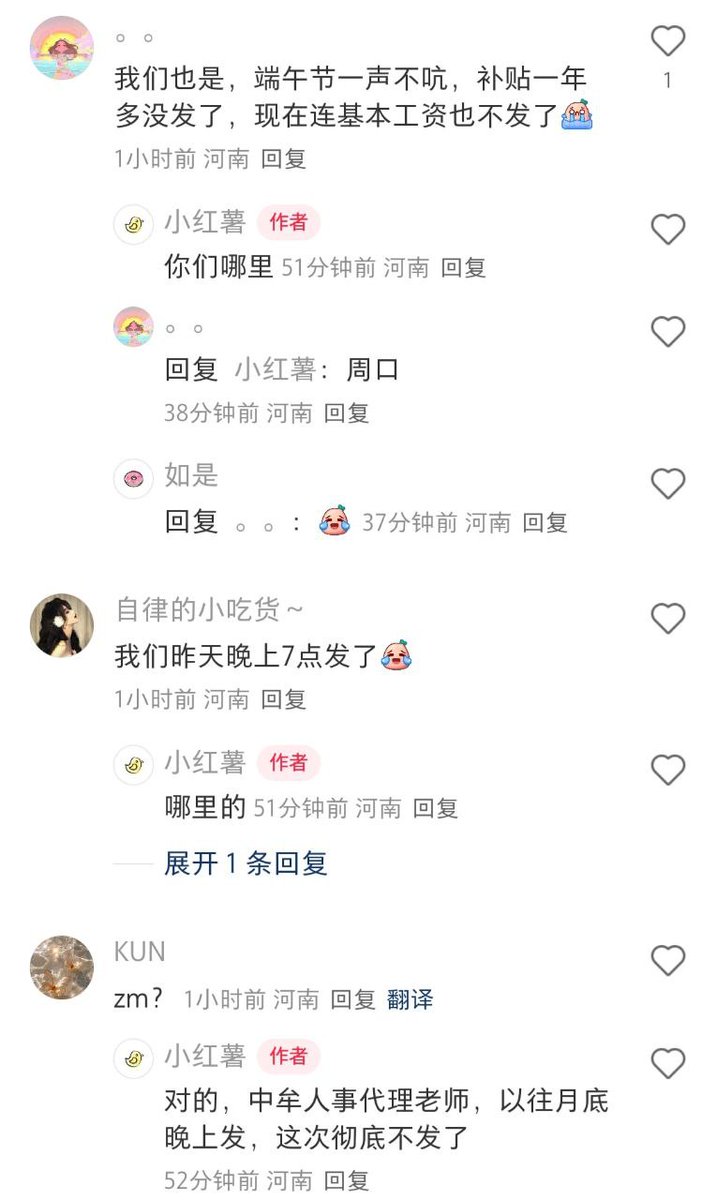 。。
我们也是，端午节一声不吭，补贴一年
多没发了，现在连基本工资也不发了
1
1小时前 河南 回复
小红薯 作者
你们哪里 51分钟前 河南 回复
。。
回复 小红薯：周口
38分钟前 河南 回复
如是
回复 。。： 37分钟前 河南 回复
自律的小吃货～
我们昨天晚上7点发了
1小时前 河南 回复
小红薯 作者
哪里的 51分钟前 河南 回复
展开 1 条回复
KUN
zm? 1小时前 河南 回复 翻译
小红薯 作者
对的，中牟人事代理老师，以往月底
晚上发，这次彻底不发了
52分钟前 河南 回复